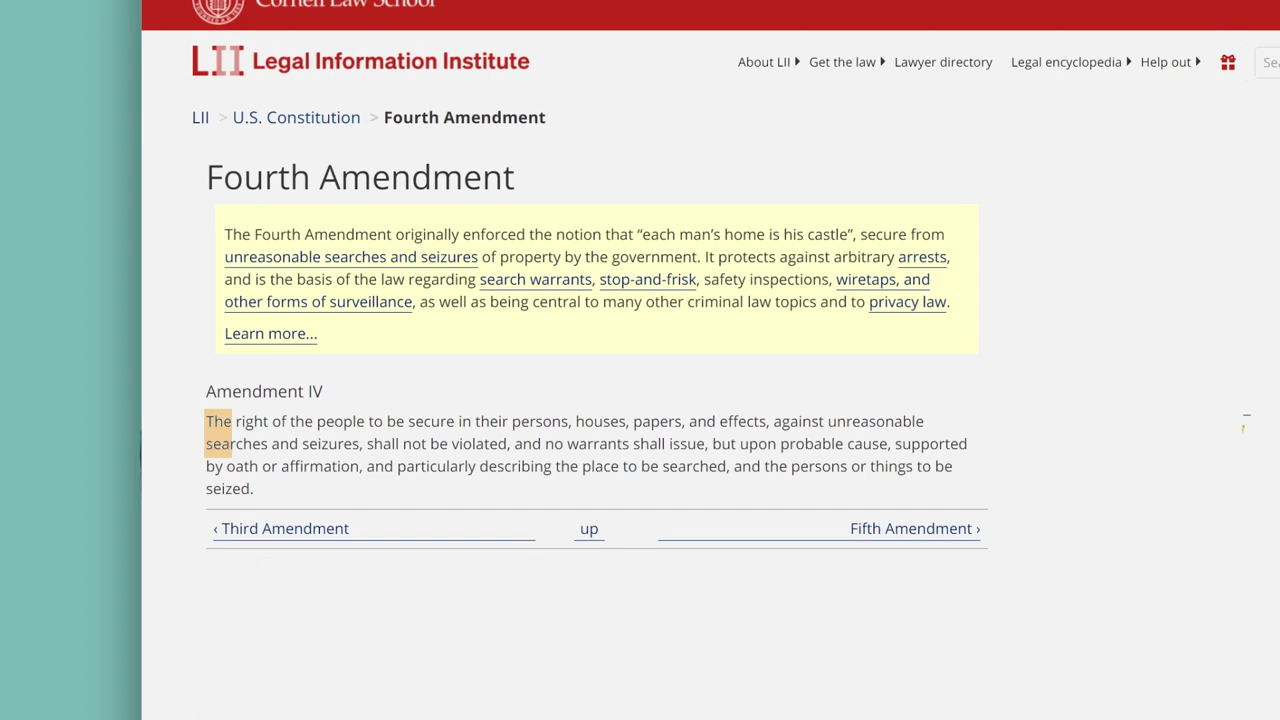 Cornell Law School
LII Legal Information Institute
About LII Get the law Lawyer directory Legal encyclopedia Help out
LII > U.S. Constitution > Fourth Amendment
Fourth Amendment
The Fourth Amendment originally enforced the notion that “each man’s home is his castle”, secure from
unreasonable searches and seizures of property by the government. It protects against arbitrary arrests,
and is the basis of the law regarding search warrants, stop-and-frisk, safety inspections, wiretaps, and
other forms of surveillance, as well as being central to many other criminal law topics and to privacy law.
Learn more...
Amendment IV
The right of the people to be secure in their persons, houses, papers, and effects, against unreasonable
searches and seizures, shall not be violated, and no warrants shall issue, but upon probable cause, supported
by oath or affirmation, and particularly describing the place to be searched, and the persons or things to be
seized.
‹ Third Amendment up Fifth Amendment ›